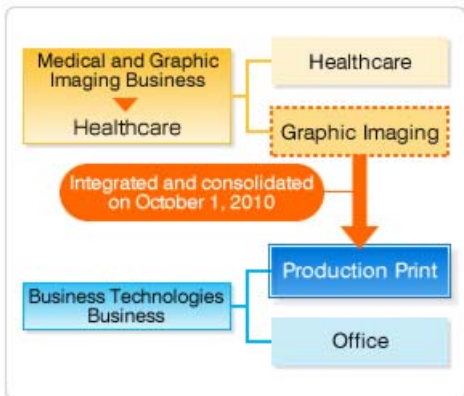 Medical and Graphic
Imaging Business
Healthcare
Healthcare
Graphic Imaging
Integrated and consolidated
on October 1, 2010
Production Print
Business Technologies
Business
Office